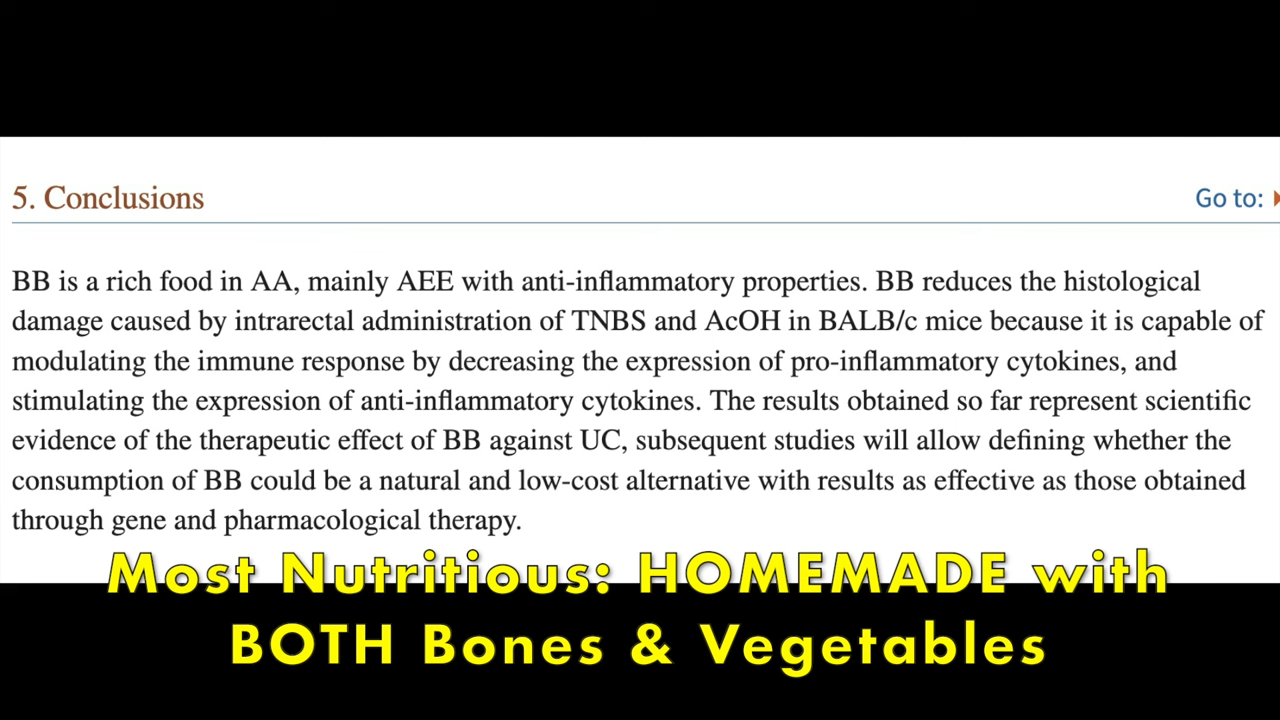 5. Conclusions
Go to:
BB is a rich food in AA, mainly AEE with anti-inflammatory properties. BB reduces the histological
damage caused by intrarectal administration of TNBS and AcOH in BALB/c mice because it is capable of
modulating the immune response by decreasing the expression of pro-inflammatory cytokines, and
stimulating the expression of anti-inflammatory cytokines. The results obtained so far represent scientific
evidence of the therapeutic effect of BB against UC, subsequent studies will allow defining whether the
consumption of BB could be a natural and low-cost alternative with results as effective as those obtained
through gene and pharmacological therapy.
Most Nutritious: HOMEMADE with
BOTH Bones & Vegetables